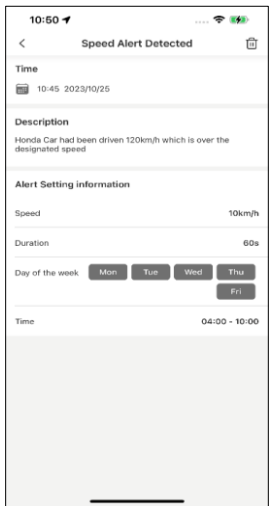 10:50
Speed Alert Detected
Time
10:45 2023/10/25
Description
Honda Car had been driven 120km/h which is over the
designated speed
Alert Setting information
Speed 10km/h
Duration 60s
Day of the week Mon Tue Wed Thu
Fri
Time 04:00 - 10:00